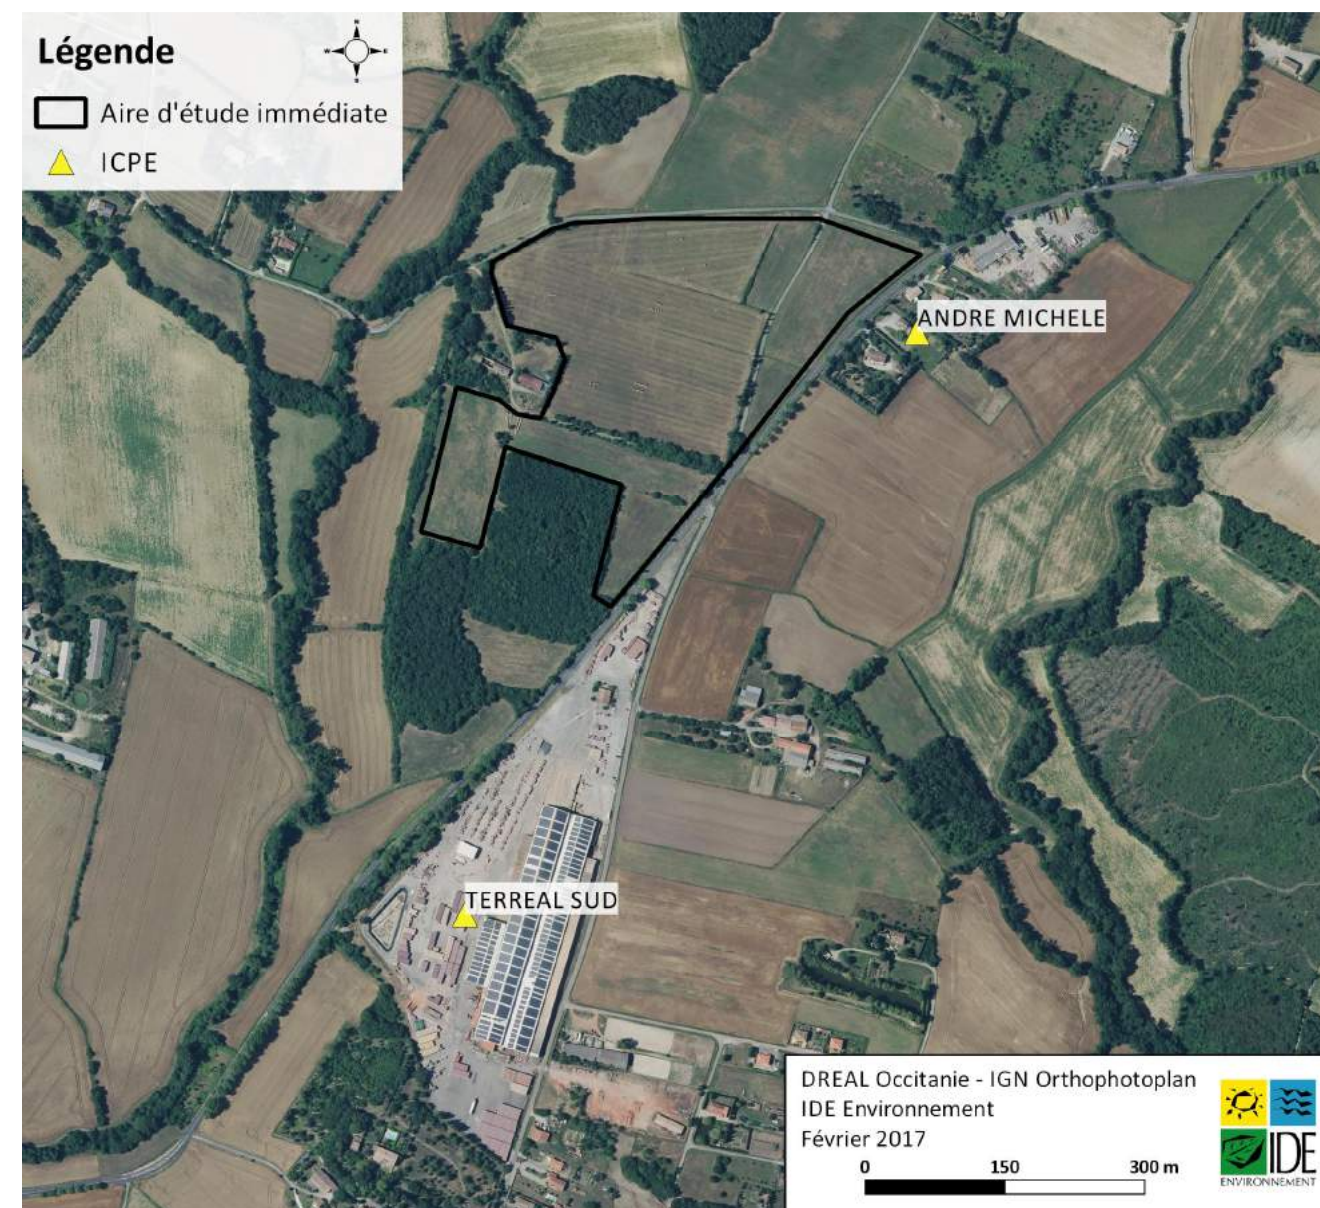 Légende
N
W E
S
Aire d'étude immédiate
ICPE
ANDRE MICHELE
TERREAL SUD
DREAL Occitanie - IGN Orthophotoplan
IDE Environnement
Février 2017
0 150 300 m
IDE
ENVIRONNEMENT